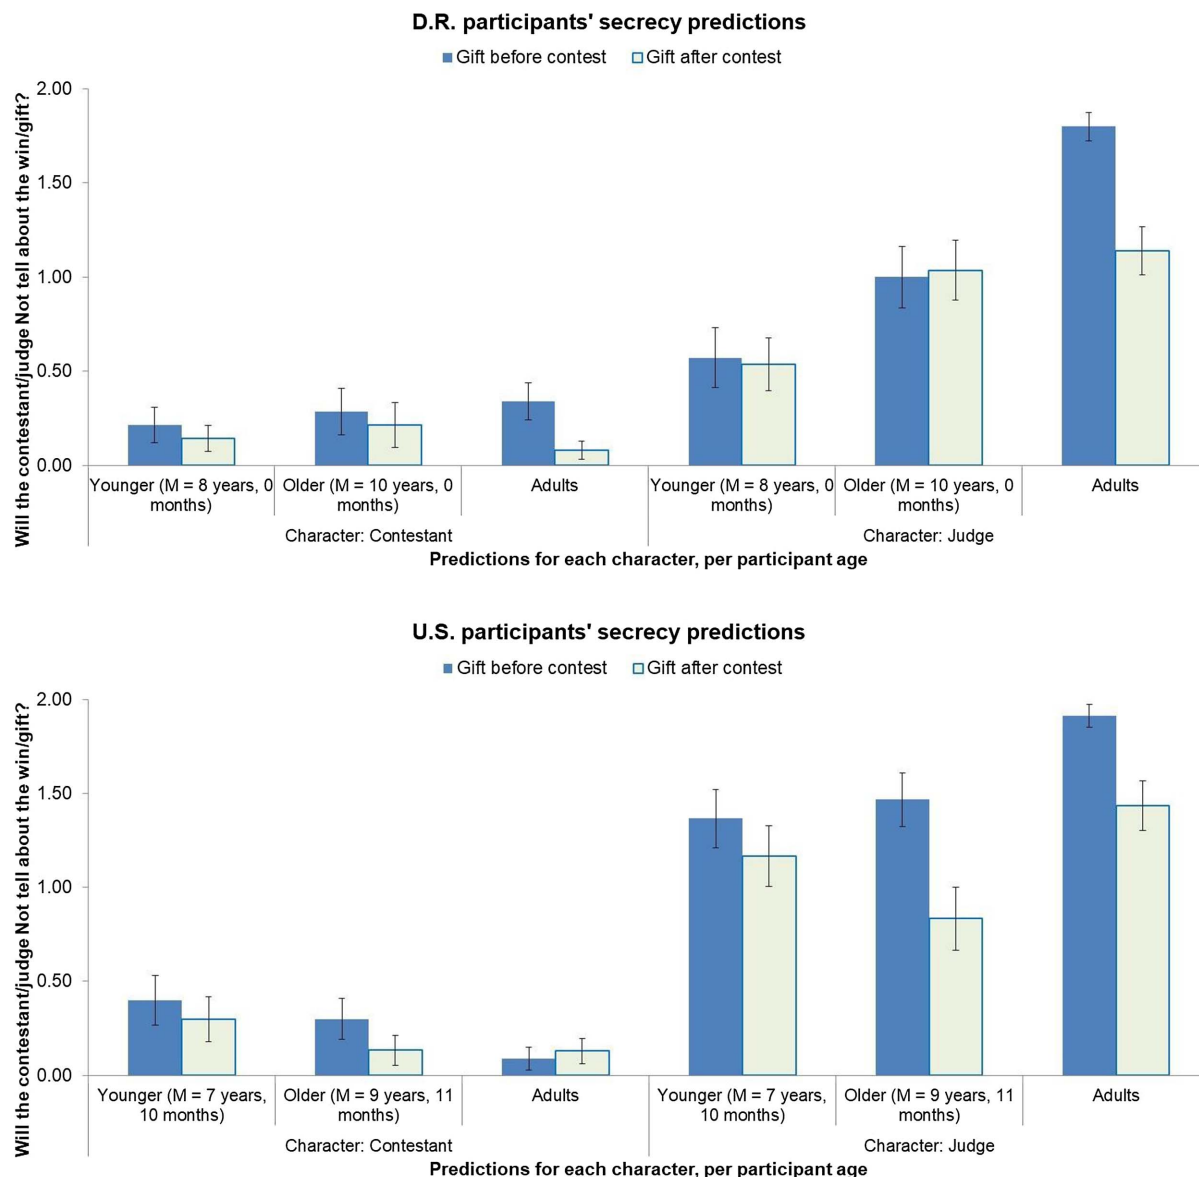 D.R. participants' secrecy predictions
Gift before contest
Gift after contest
Will the contestant/judge Not tell about the win/gift?
2.00
1.50
1.00
0.50
0.00
Younger (M = 8 years, 0
months)
Older (M = 10 years, 0
months)
Adults
Younger (M = 8 years, 0
months)
Older (M = 10 years, 0
months)
Adults
Character: Contestant
Character: Judge
Predictions for each character, per participant age
U.S. participants' secrecy predictions
Gift before contest
Gift after contest
Will the contestant/judge Not tell about the win/gift?
2.00
1.50
1.00
0.50
0.00
Younger (M = 7 years,
10 months)
Older (M = 9 years, 11
months)
Adults
Younger (M = 7 years,
10 months)
Older (M = 9 years, 11
months)
Adults
Character: Contestant
Character: Judge
Predictions for each character, per participant age